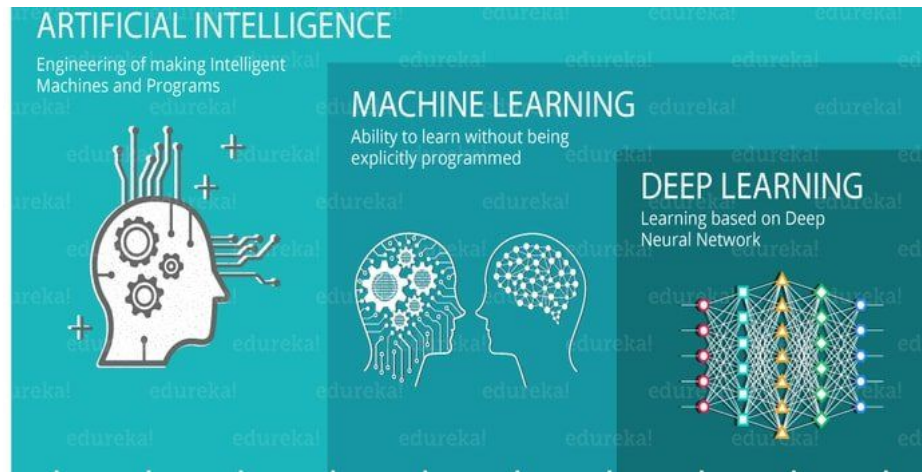 ARTIFICIAL INTELLIGENCE
Engineering of making Intelligent
Machines and Programs
MACHINE LEARNING
Ability to learn without being
explicitly programmed
DEEP LEARNING
Learning based on Deep
Neural Network
edureka!